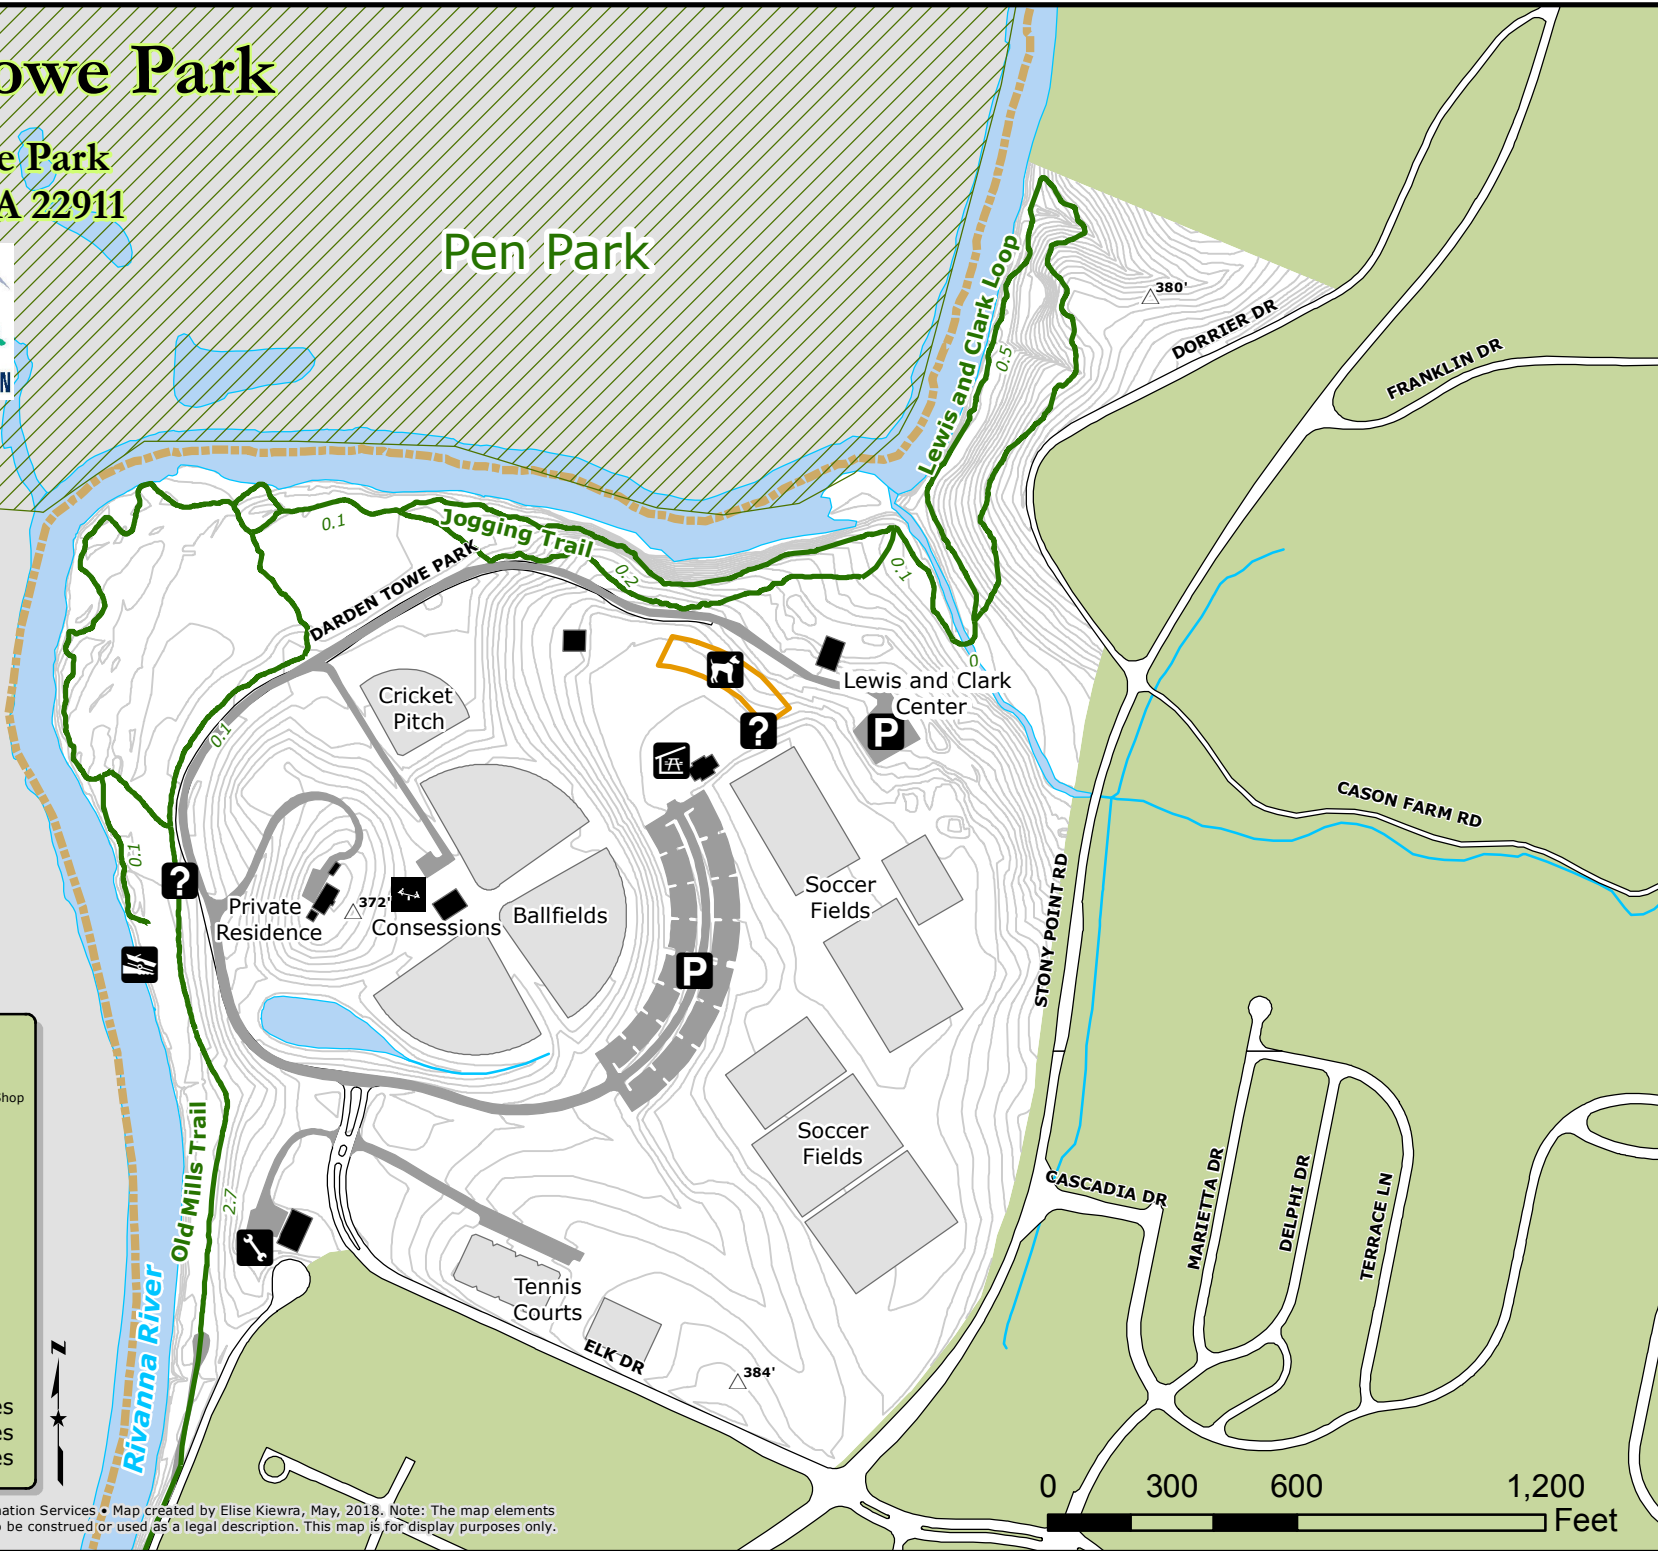 owe Park
e Park
A 22911
N
Pen Park
Lewis and Clark Loop
0.5
380'
DORRIER DR
FRANKLIN DR
0.1
Jogging Trail
0.2
0.1
DARDEN TOWE PARK
0
Lewis and Clark
Center
P
Cricket
Pitch
?
0.1
0.1
?
CASON FARM RD
STONY POINT RD
Private
Residence
372'
Consessions
Ballfields
Soccer
Fields
P
Soccer
Fields
hop
Old Mills Trail
2.7
Rivanna River
Tennis
Courts
ELK DR
384'
CASCADIA DR
MARIETTA DR
DELPHI DR
TERRACE LN
es
es
es
N
0 300 600 1,200
Feet
ation Services • Map created by Elise Kiewra, May, 2018. Note: The map elements
be construed or used as a legal description. This map is for display purposes only.